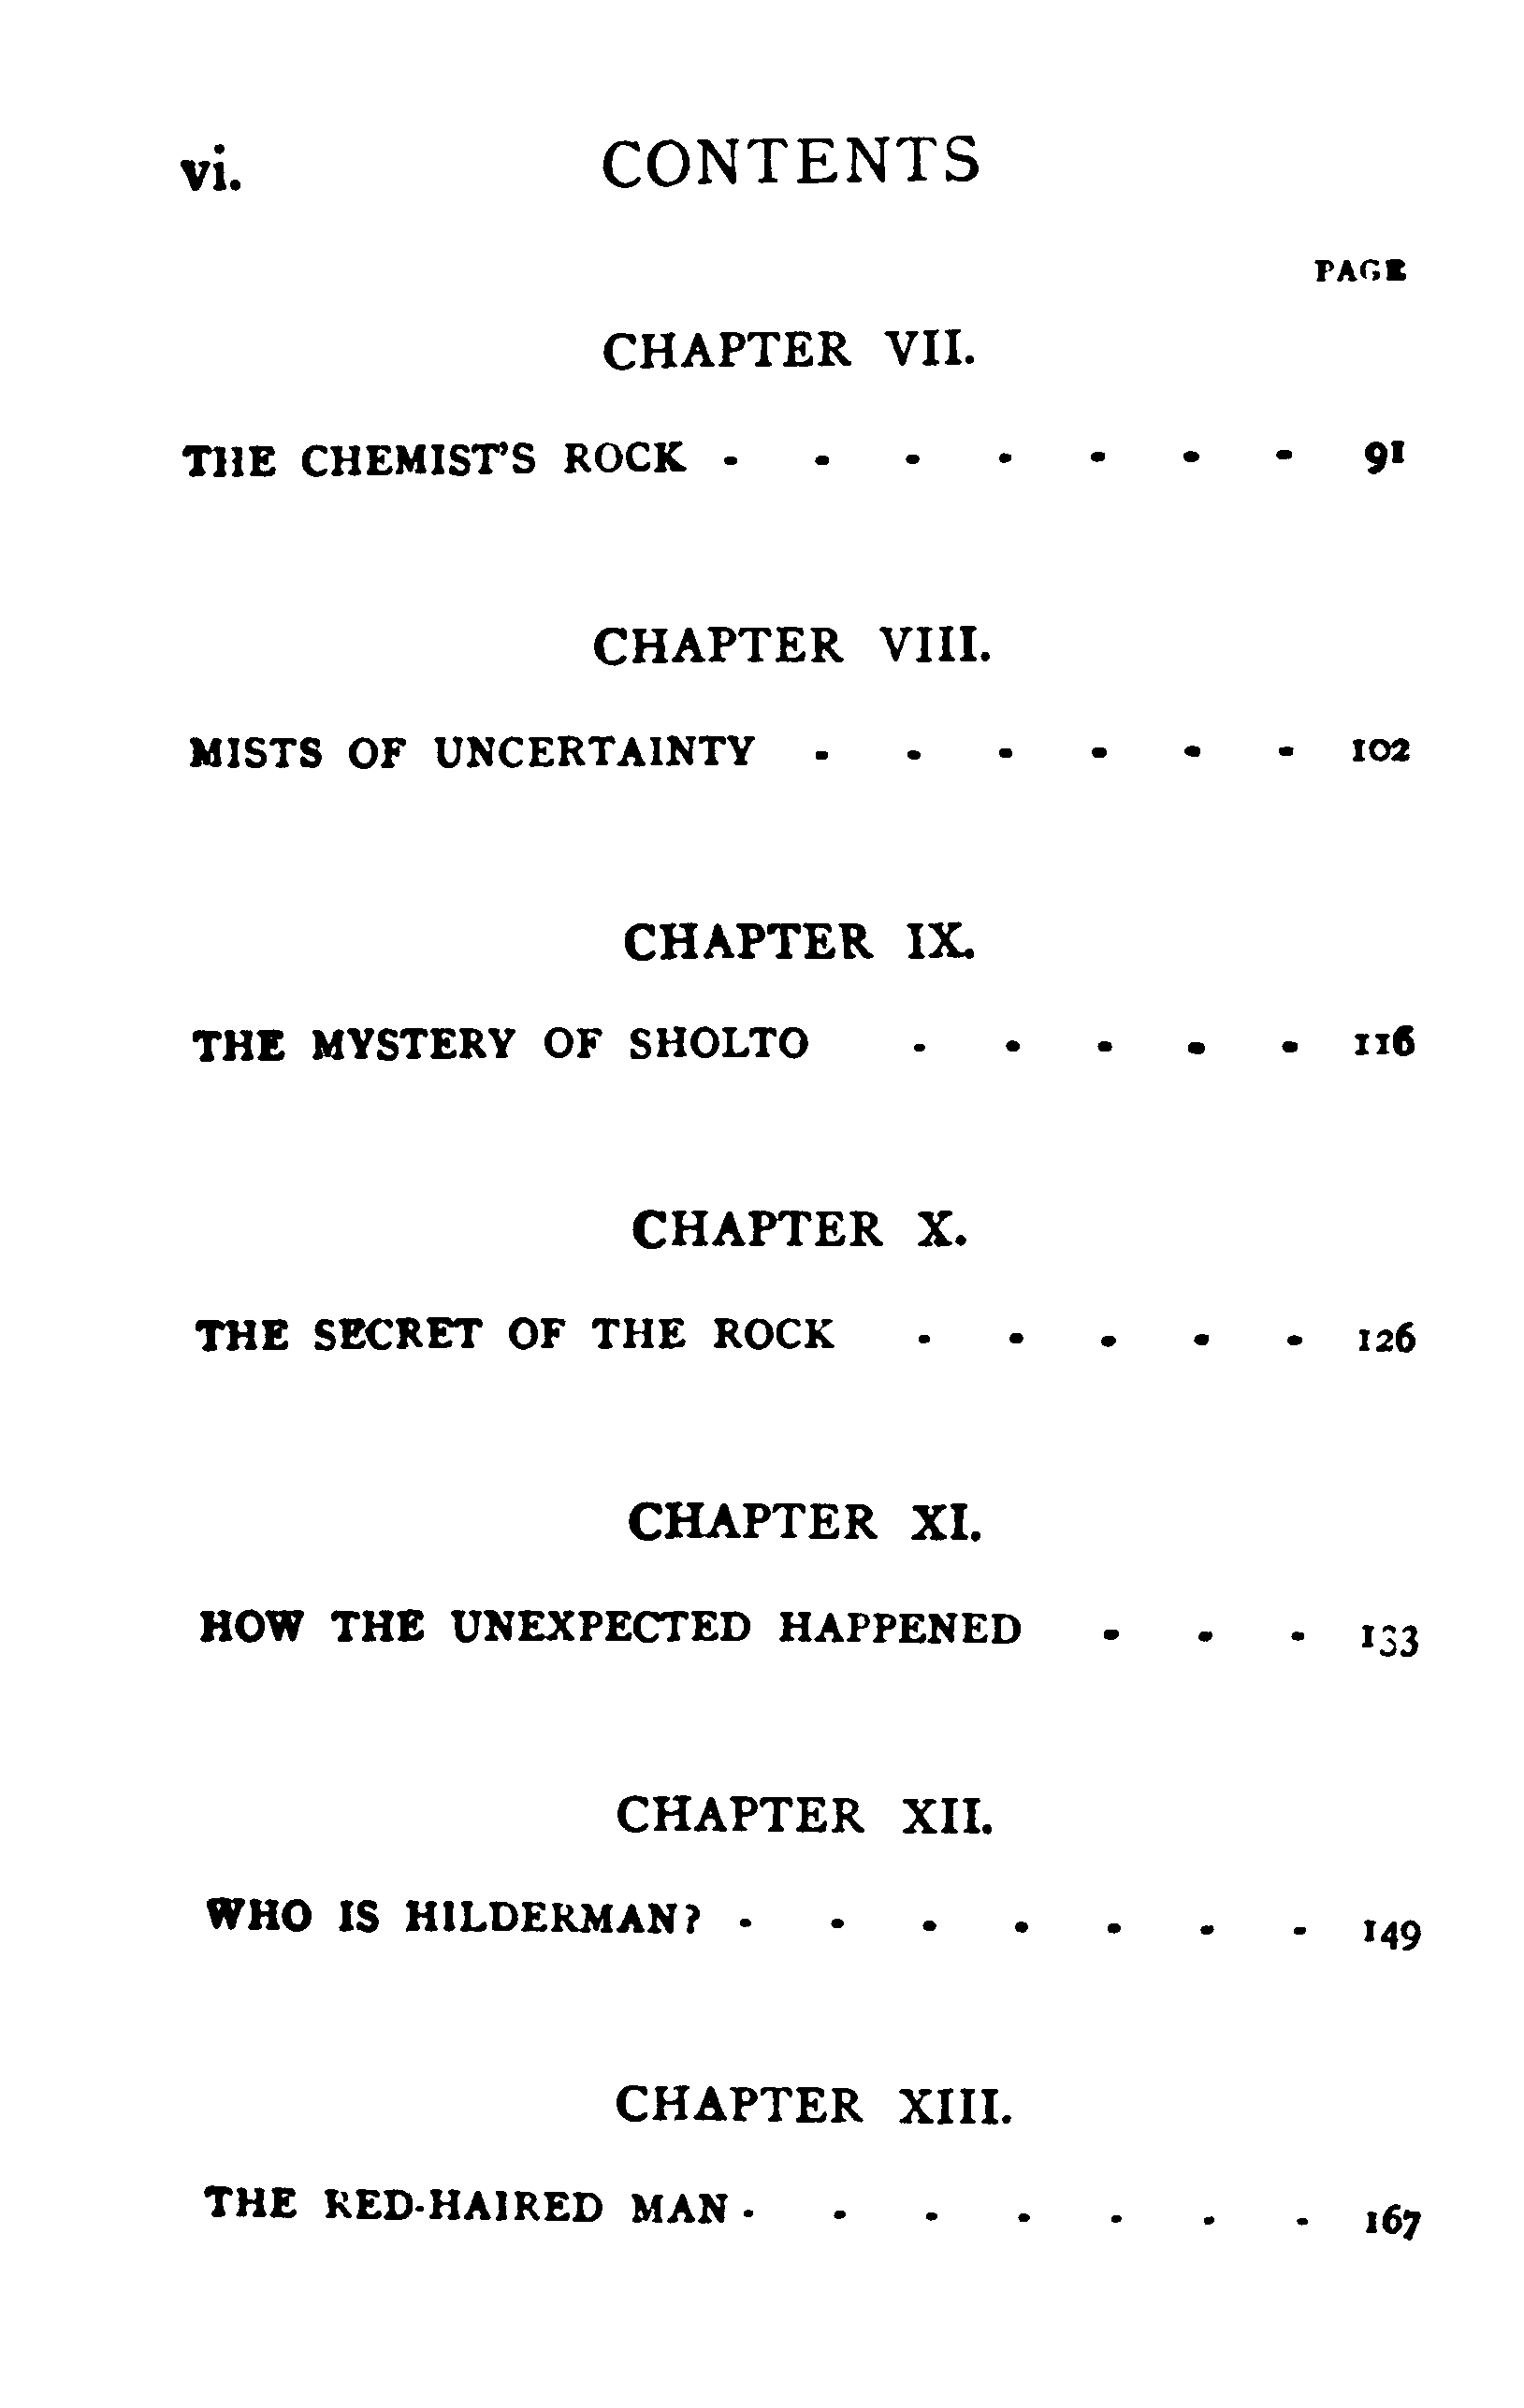 vi. CONTENTS
PAGE
CHAPTER VII.
THE CHEMIST'S ROCK - - - - - - - 91
CHAPTER VIII.
MISTS OF UNCERTAINTY - - - - - - 102
CHAPTER IX.
THE MYSTERY OF SHOLTO - - - - - 116
CHAPTER X.
THE SECRET OF THE ROCK - - - - - 126
CHAPTER XI.
HOW THE UNEXPECTED HAPPENED - - - 133
CHAPTER XII.
WHO IS HILDERMAN? - - - - - - - 149
CHAPTER XIII.
THE RED-HAIRED MAN - - - - - - - 167